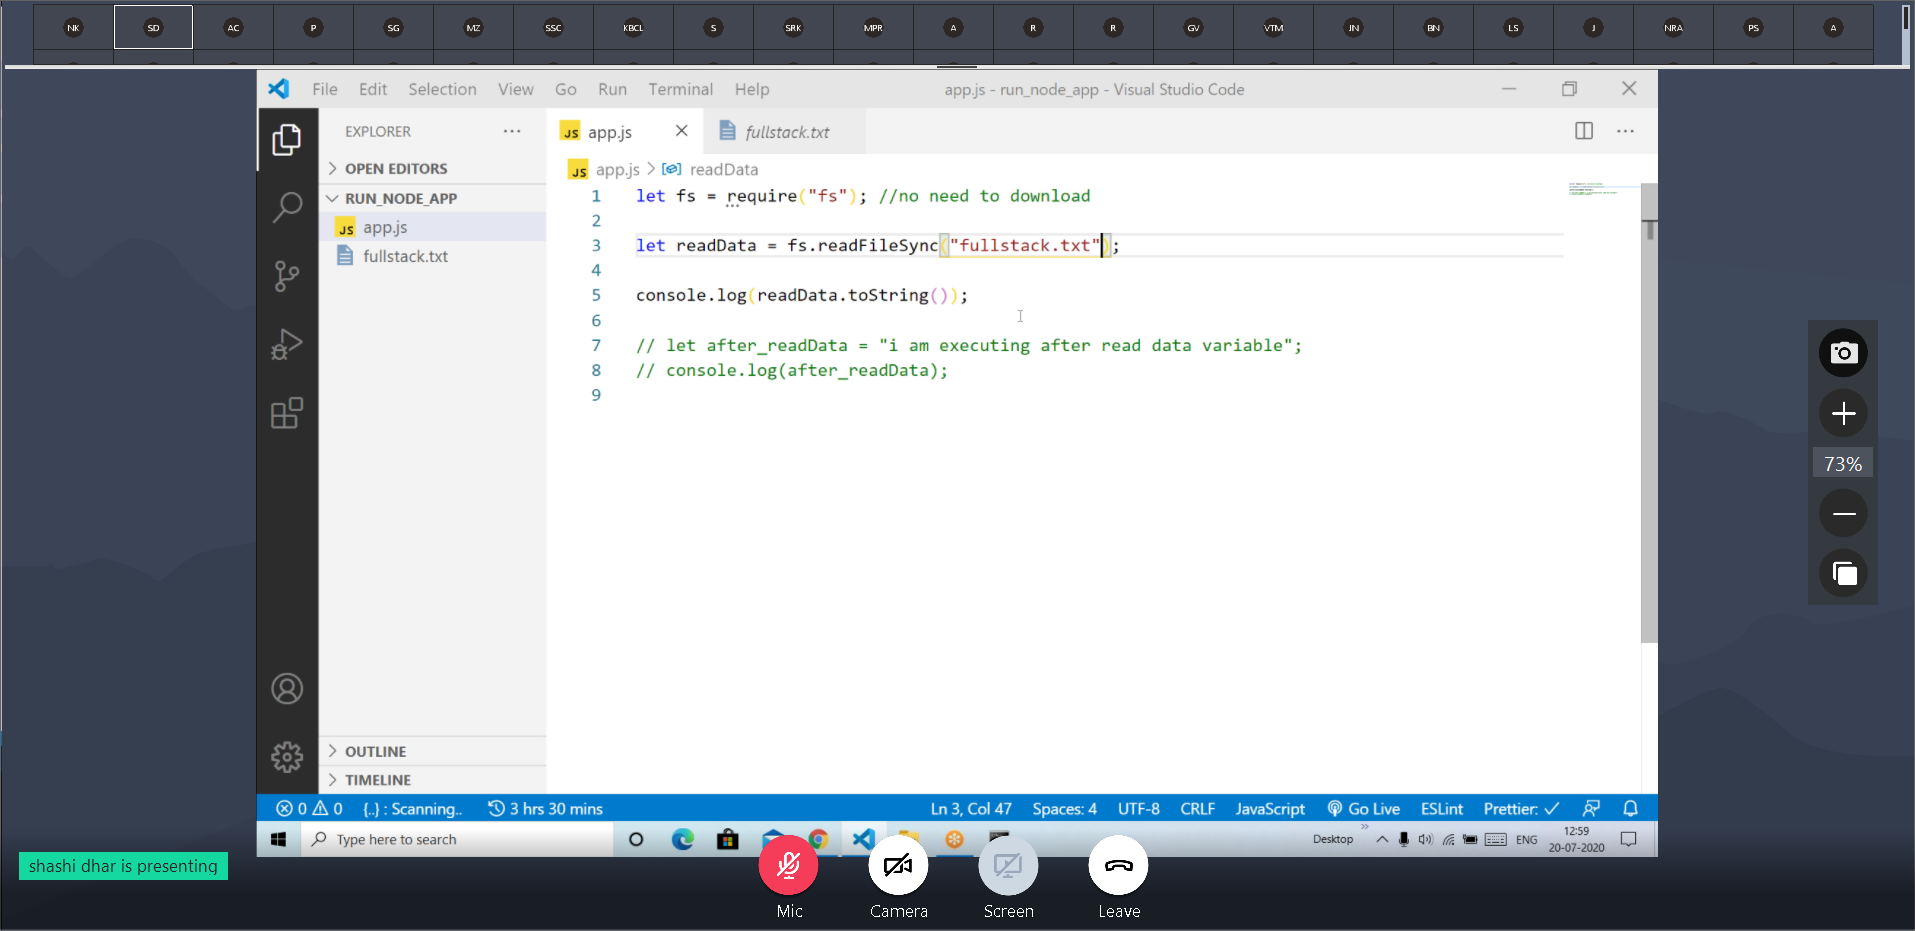 NK SD AC P SG MZ SSC KBCL S SRK MPR A R R GV VTM JN BN LS J NRA PS A
File Edit Selection View Go Run Terminal Help app.js - run_node_app - Visual Studio Code
EXPLORER
JS app.js
fullstack.txt
OPEN EDITORS
JS app.js > readData
RUN_NODE_APP
JS app.js
fullstack.txt
1 let fs = require("fs"); //no need to download
2
3 let readData = fs.readFileSync("fullstack.txt");
4
5 console.log(readData.toString());
6
7 // let after_readData = "i am executing after read data variable";
8 // console.log(after_readData);
9
73%
OUTLINE
TIMELINE
0 0 {..} : Scanning.. 3 hrs 30 mins Ln 3, Col 47 Spaces: 4 UTF-8 CRLF JavaScript Go Live ESLint Prettier: ✓
Type here to search
Desktop ENG 12:59
20-07-2020
shashi dhar is presenting
Mic Camera Screen Leave